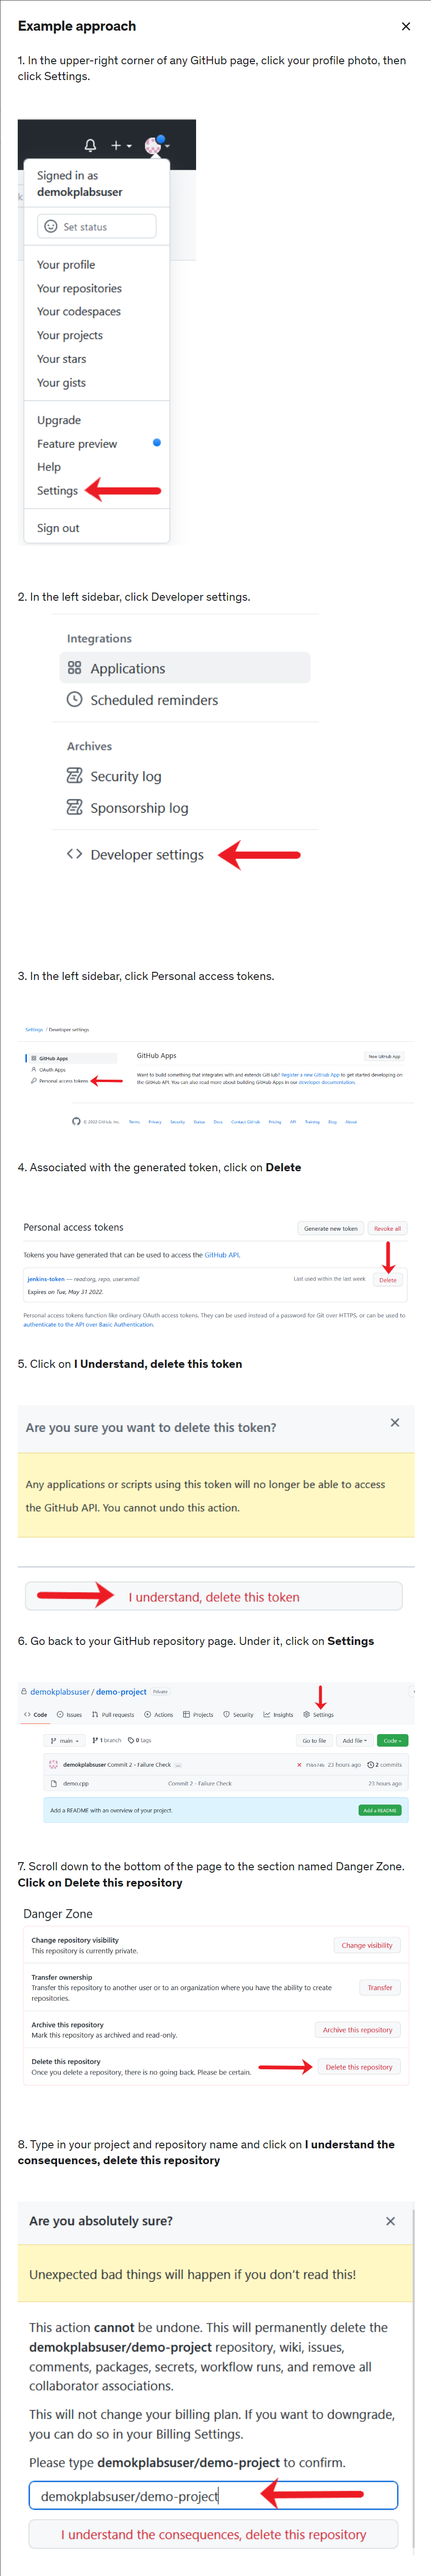 Example approach
1. In the upper-right corner of any GitHub page, click your profile photo, then
click Settings.
Signed in as
demokplabsuser
Set status
Your profile
Your repositories
Your codespaces
Your projects
Your stars
Your gists
Upgrade
Feature preview
Help
Settings
Sign out
2. In the left sidebar, click Developer settings.
Integrations
Applications
Scheduled reminders
Archives
Security log
Sponsorship log
Developer settings
3. In the left sidebar, click Personal access tokens.
Settings / Developer settings
GitHub Apps
OAuth Apps
Personal access tokens
GitHub Apps
New GitHub App
Want to build something that integrates with and extends GitHub? Register a new GitHub App to get started developing on
the GitHub API. You can also read more about building GitHub Apps in our developer documentation.
© 2022 GitHub, Inc. Terms Privacy Security Status Docs Contact GitHub Pricing API Training Blog About
4. Associated with the generated token, click on Delete
Personal access tokens
Generate new token
Revoke all
Tokens you have generated that can be used to access the GitHub API.
jenkins-token — read:org, repo, user:email
Last used within the last week
Delete
Expires on Tue, May 31 2022.
Personal access tokens function like ordinary OAuth access tokens. They can be used instead of a password for Git over HTTPS, or can be used to
authenticate to the API over Basic Authentication.
5. Click on I Understand, delete this token
Are you sure you want to delete this token?
Any applications or scripts using this token will no longer be able to access
the GitHub API. You cannot undo this action.
I understand, delete this token
6. Go back to your GitHub repository page. Under it, click on Settings
demokplabsuser / demo-project Private
Code Issues Pull requests Actions Projects Security Insights Settings
main 1 branch 0 tags Go to file Add file Code
demokplabsuser Commit 2 - Failure Check ... 23 hours ago 2 commits
demo.cpp Commit 2 - Failure Check 23 hours ago
Add a README with an overview of your project. Add a README
7. Scroll down to the bottom of the page to the section named Danger Zone.
Click on Delete this repository
Danger Zone
Change repository visibility
This repository is currently private.
Change visibility
Transfer ownership
Transfer this repository to another user or to an organization where you have the ability to create
repositories.
Transfer
Archive this repository
Mark this repository as archived and read-only.
Archive this repository
Delete this repository
Once you delete a repository, there is no going back. Please be certain.
Delete this repository
8. Type in your project and repository name and click on I understand the
consequences, delete this repository
Are you absolutely sure?
Unexpected bad things will happen if you don't read this!
This action cannot be undone. This will permanently delete the
demokplabsuser/demo-project repository, wiki, issues,
comments, packages, secrets, workflow runs, and remove all
collaborator associations.
This will not change your billing plan. If you want to downgrade,
you can do so in your Billing Settings.
Please type demokplabsuser/demo-project to confirm.
demokplabsuser/demo-project
I understand the consequences, delete this repository